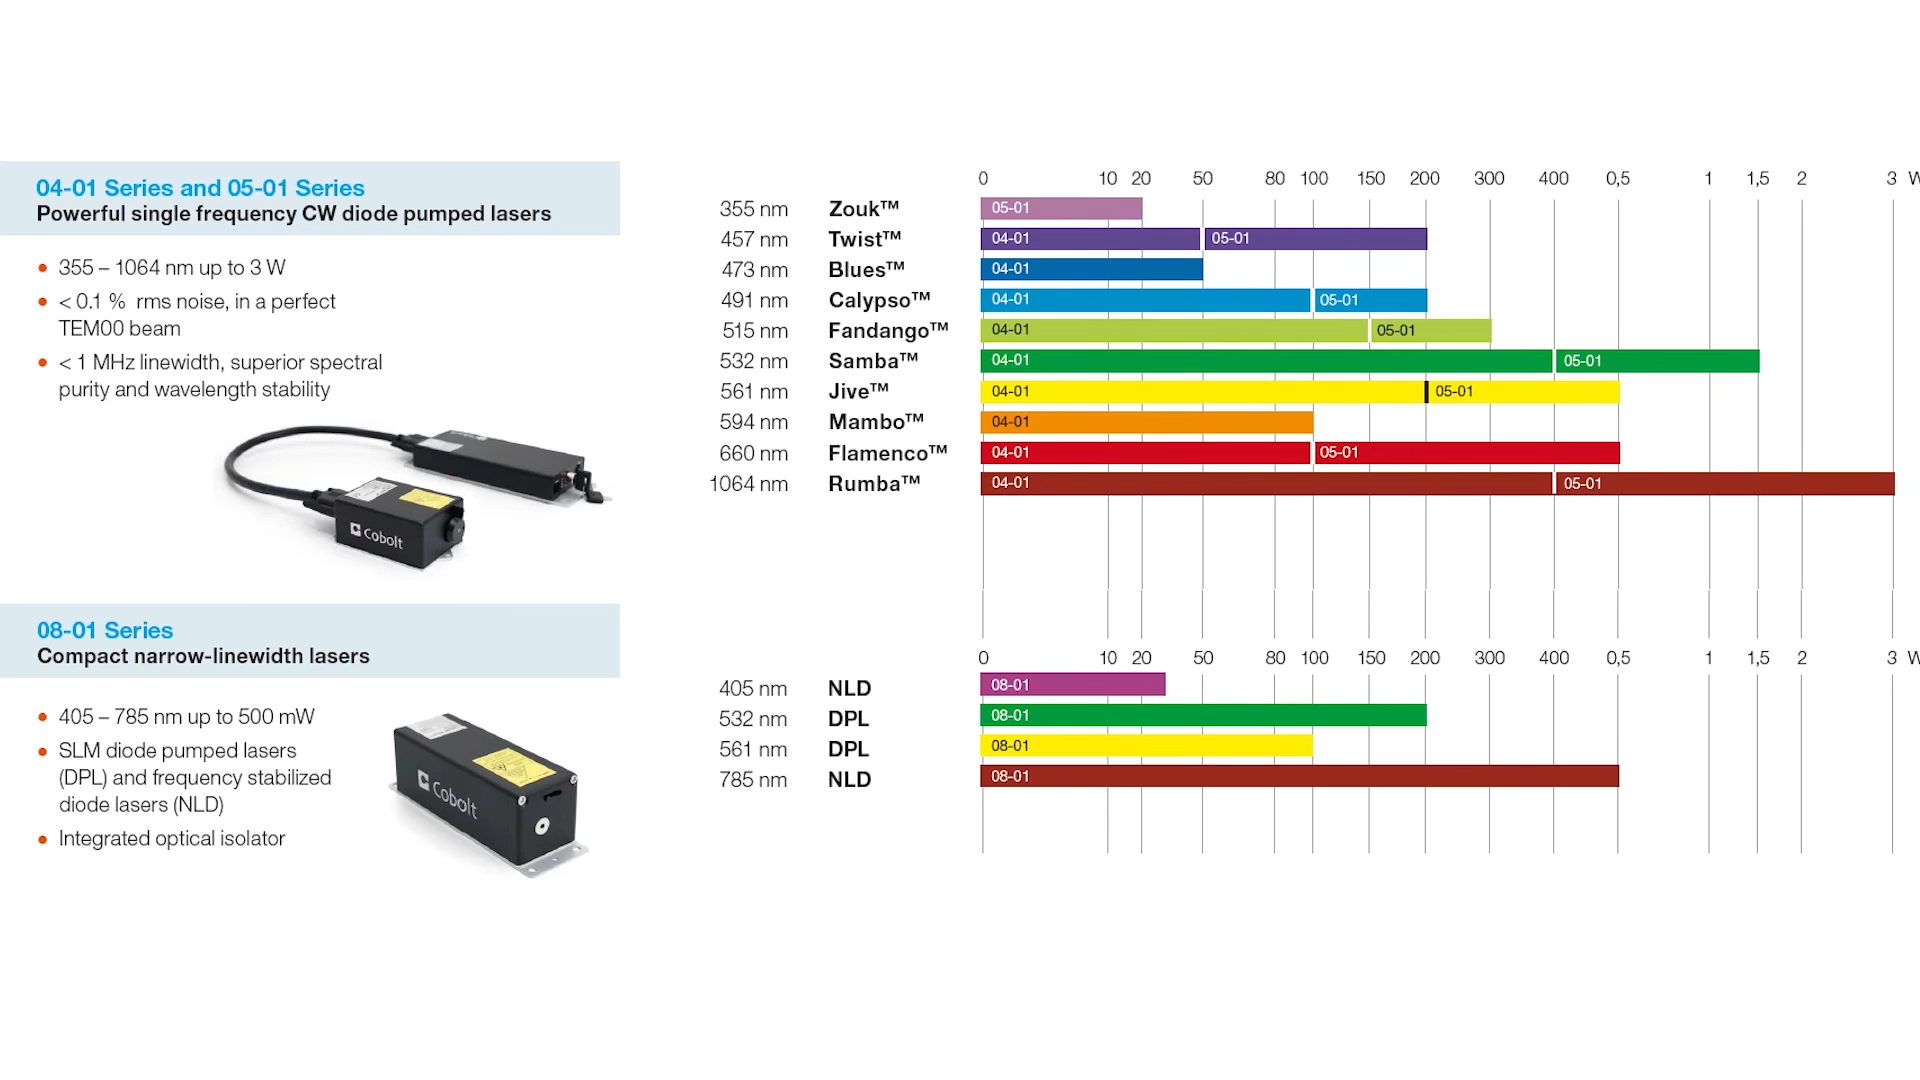 04-01 Series and 05-01 Series
Powerful single frequency CW diode pumped lasers
• 355 – 1064 nm up to 3 W
• < 0.1 % rms noise, in a perfect
TEM00 beam
• < 1 MHz linewidth, superior spectral
purity and wavelength stability
Cobolt
0 10 20 50 80 100 150 200 300 400 0,5 1 1,5 2 3 W
355 nm Zouk™ 05-01
457 nm Twist™ 04-01 05-01
473 nm Blues™ 04-01
491 nm Calypso™ 04-01 05-01
515 nm Fandango™ 04-01 05-01
532 nm Samba™ 04-01 05-01
561 nm Jive™ 04-01 05-01
594 nm Mambo™ 04-01
660 nm Flamenco™ 04-01 05-01
1064 nm Rumba™ 04-01 05-01
08-01 Series
Compact narrow-linewidth lasers
• 405 – 785 nm up to 500 mW
• SLM diode pumped lasers
(DPL) and frequency stabilized
diode lasers (NLD)
• Integrated optical isolator
Cobolt
0 10 20 50 80 100 150 200 300 400 0,5 1 1,5 2 3 W
405 nm NLD 08-01
532 nm DPL 08-01
561 nm DPL 08-01
785 nm NLD 08-01